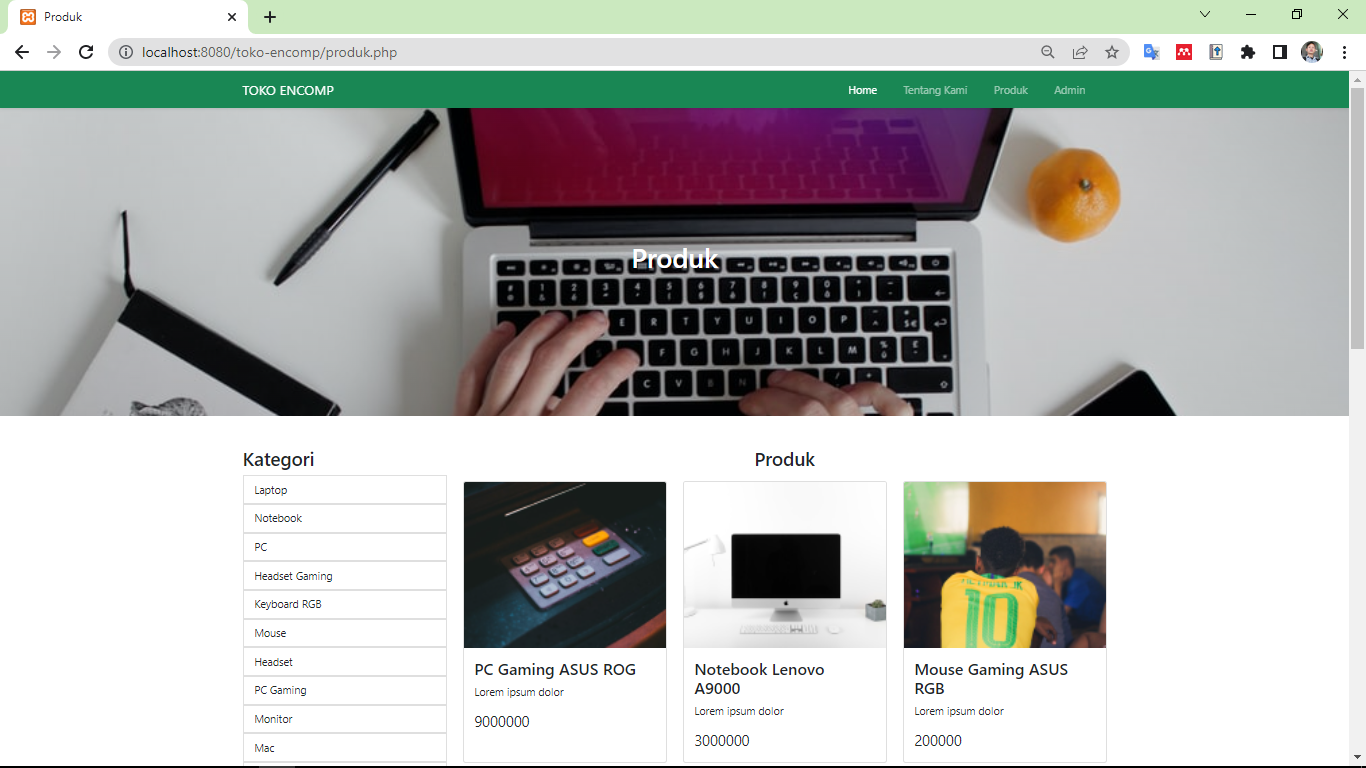 Produk
localhost:8080/toko-encomp/produk.php
TOKO ENCOMP
Home
Tentang Kami
Produk
Admin
Produk
Kategori
Laptop
Notebook
PC
Headset Gaming
Keyboard RGB
Mouse
Headset
PC Gaming
Monitor
Mac
Produk
PC Gaming ASUS ROG
Lorem ipsum dolor
9000000
Notebook Lenovo
A9000
Lorem ipsum dolor
3000000
10
Mouse Gaming ASUS
RGB
Lorem ipsum dolor
200000